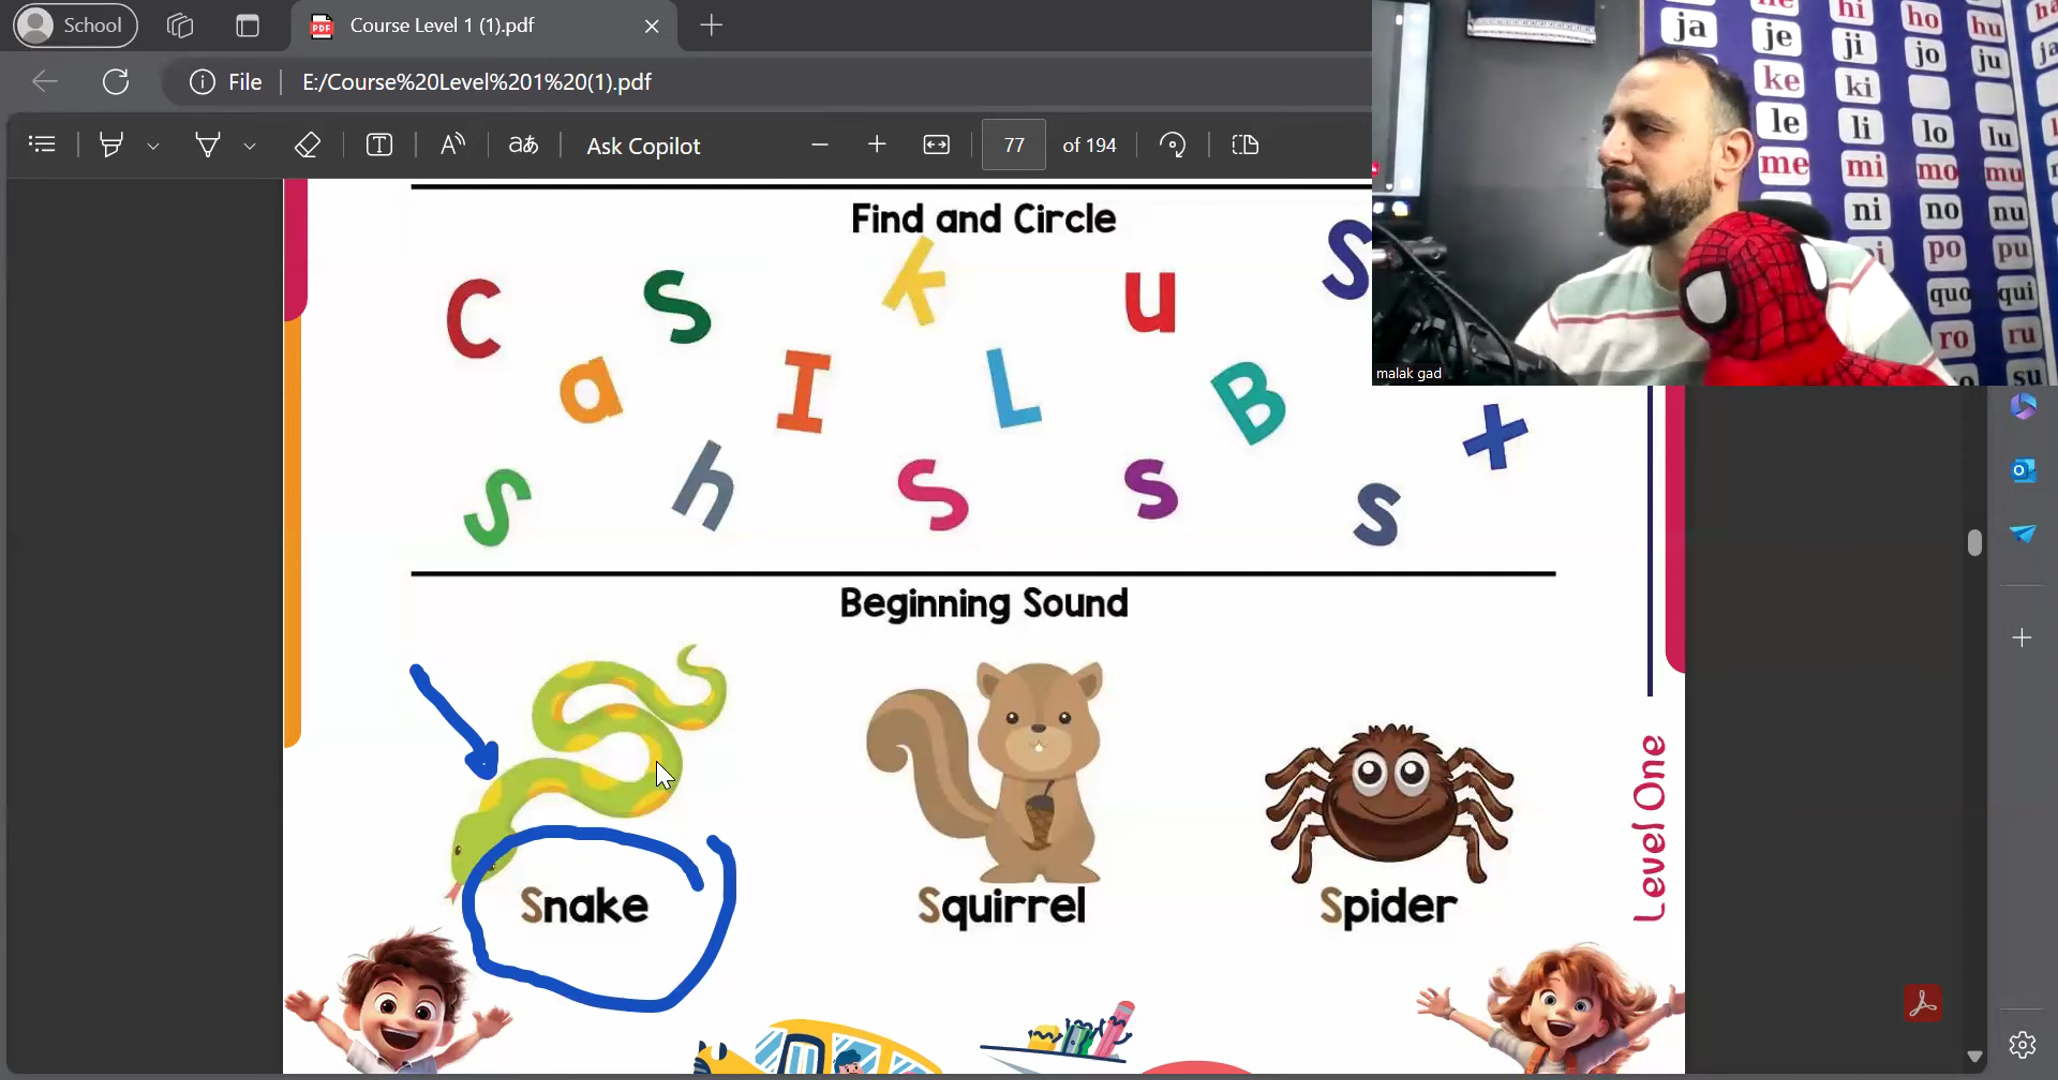 School
Course Level 1 (1).pdf
File
E:/Course%20Level%201%20(1).pdf
Ask Copilot
77
of 194
Find and Circle
C S k u S
a I L B
S h S s s
Beginning Sound
Snake
Squirrel
Spider
Level One
malak gad
hi ho hu
ja je ji jo ju ja
ke ki
le li lo lu
me mi mo mu
ni no nu
po pu
quo qui
ro ru
su